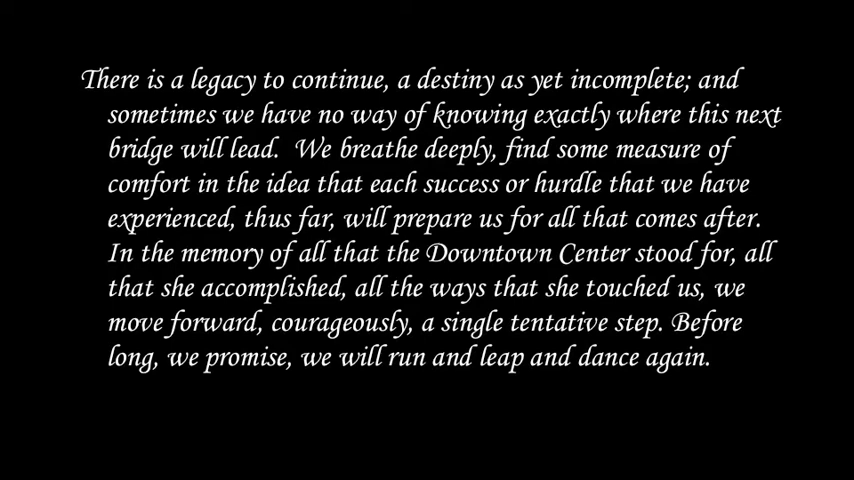 There is a legacy to continue, a destiny as yet incomplete; and
sometimes we have no way of knowing exactly where this next
bridge will lead.  We breathe deeply, find some measure of
comfort in the idea that each success or hurdle that we have
experienced, thus far, will prepare us for all that comes after.
In the memory of all that the Downtown Center stood for, all
that she accomplished, all the ways that she touched us, we
move forward, courageously, a single tentative step. Before
long, we promise, we will run and leap and dance again.